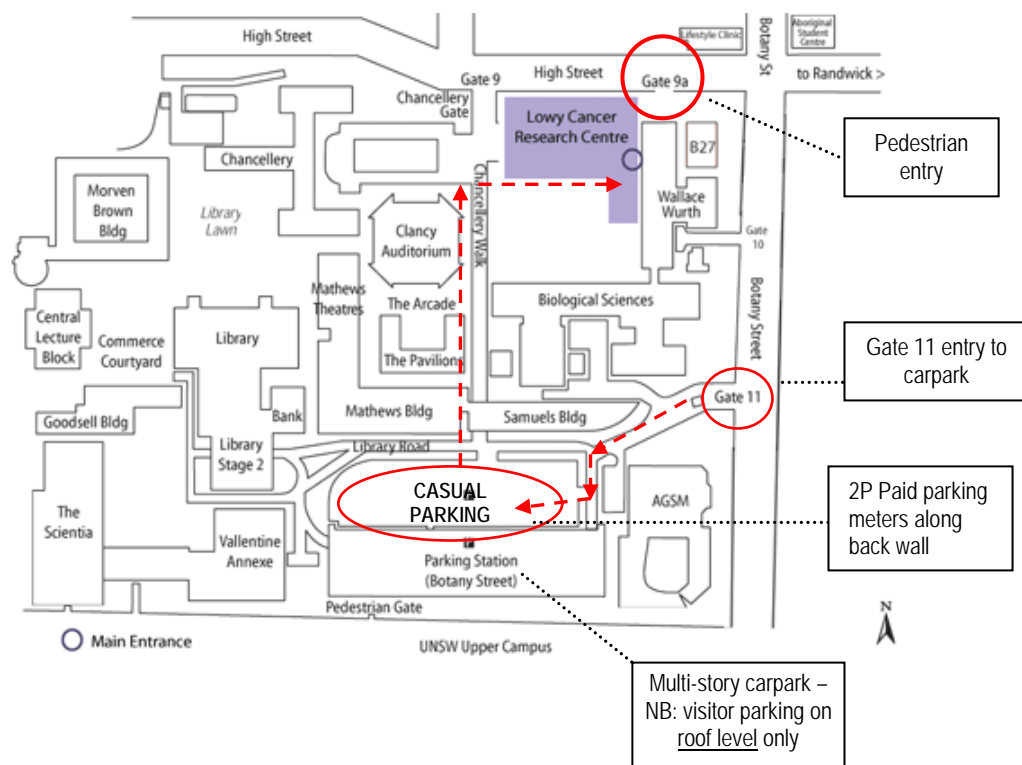 High Street
Lifestyle Clinic
Botany St
Aboriginal
Student
Centre
Gate 9
High Street
Gate 9a
to Randwick >
Chancellery
Gate
Lowy Cancer
Research Centre
B27
Pedestrian
entry
Chancellery
Morven
Brown
Bldg
Library
Lawn
Clancy
Auditorium
Chancellery Walk
Wallace
Wurth
Gate
10
Mathews
Theatres
The Arcade
Biological Sciences
Botany Street
Central
Lecture
Block
Commerce
Courtyard
Library
The Pavilions
Gate 11 entry to
carpark
Gate 11
Goodsell Bldg
Bank
Mathews Bldg
Samuels Bldg
Library
Stage 2
Library Road
CASUAL
PARKING
AGSM
2P Paid parking
meters along
back wall
The
Scientia
Vallentine
Annexe
Parking Station
(Botany Street)
Pedestrian Gate
N
Main Entrance
UNSW Upper Campus
Multi-story carpark –
NB: visitor parking on
roof level only